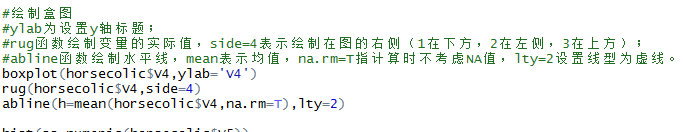 #绘制盒图
#ylab为设置y轴标题;
#rug函数绘制变量的实际值,side=4表示绘制在图的右侧(1在下方,2在左侧,3在上方);
#abline函数绘制水平线,mean表示均值,na.rm=T指计算时不考虑NA值,lty=2设置线型为虚线。
boxplot(horsecolic$V4,ylab='V4')
rug(horsecolic$V4,side=4)
abline(h=mean(horsecolic$V4,na.rm=T),lty=2)